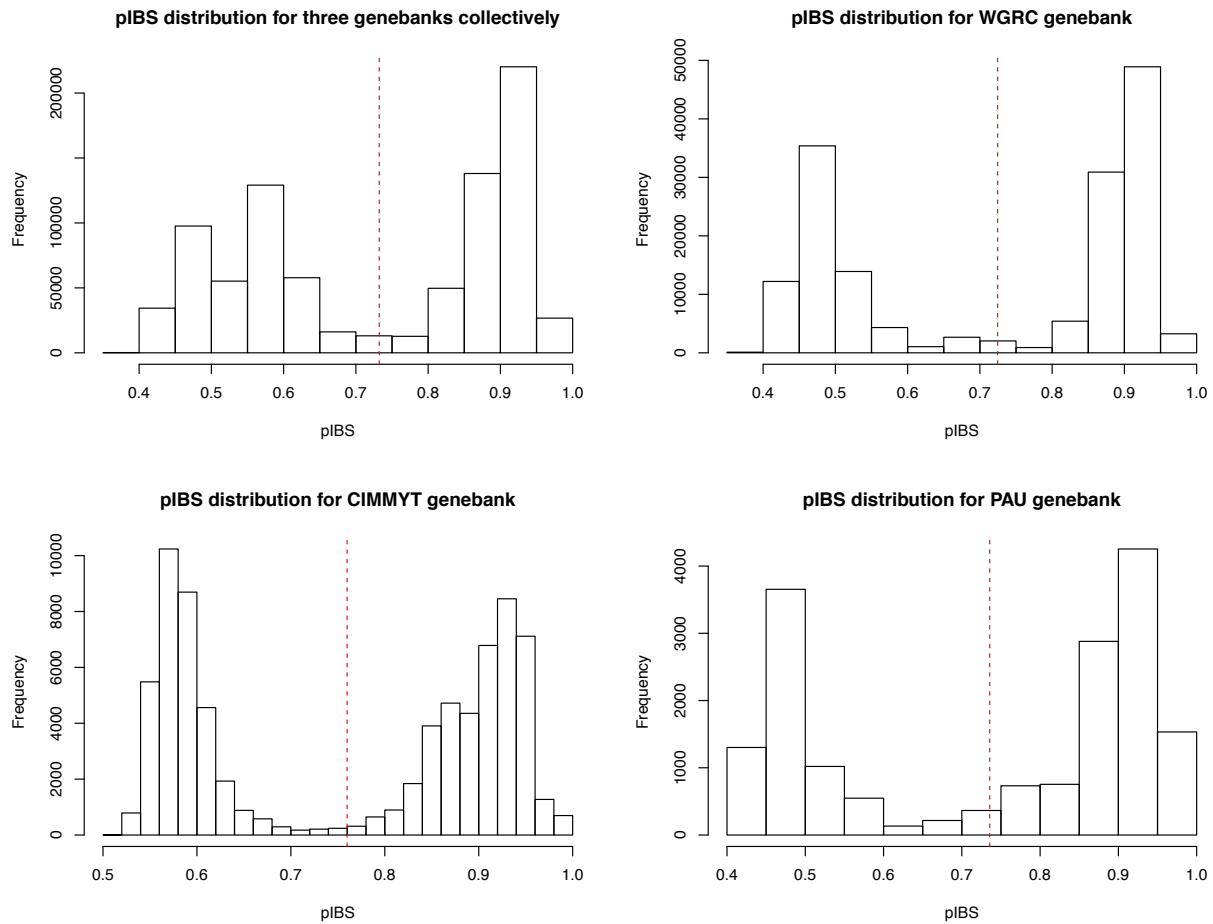 pIBS distribution for three genebanks collectively
Frequency
0
50000
100000
200000
0.4 0.5 0.6 0.7 0.8 0.9 1.0
pIBS
pIBS distribution for WGRC genebank
Frequency
0
10000
20000
30000
40000
50000
0.4 0.5 0.6 0.7 0.8 0.9 1.0
pIBS
pIBS distribution for CIMMYT genebank
Frequency
0
2000
4000
6000
8000
10000
0.5 0.6 0.7 0.8 0.9 1.0
pIBS
pIBS distribution for PAU genebank
Frequency
0
1000
2000
3000
4000
0.4 0.5 0.6 0.7 0.8 0.9 1.0
pIBS